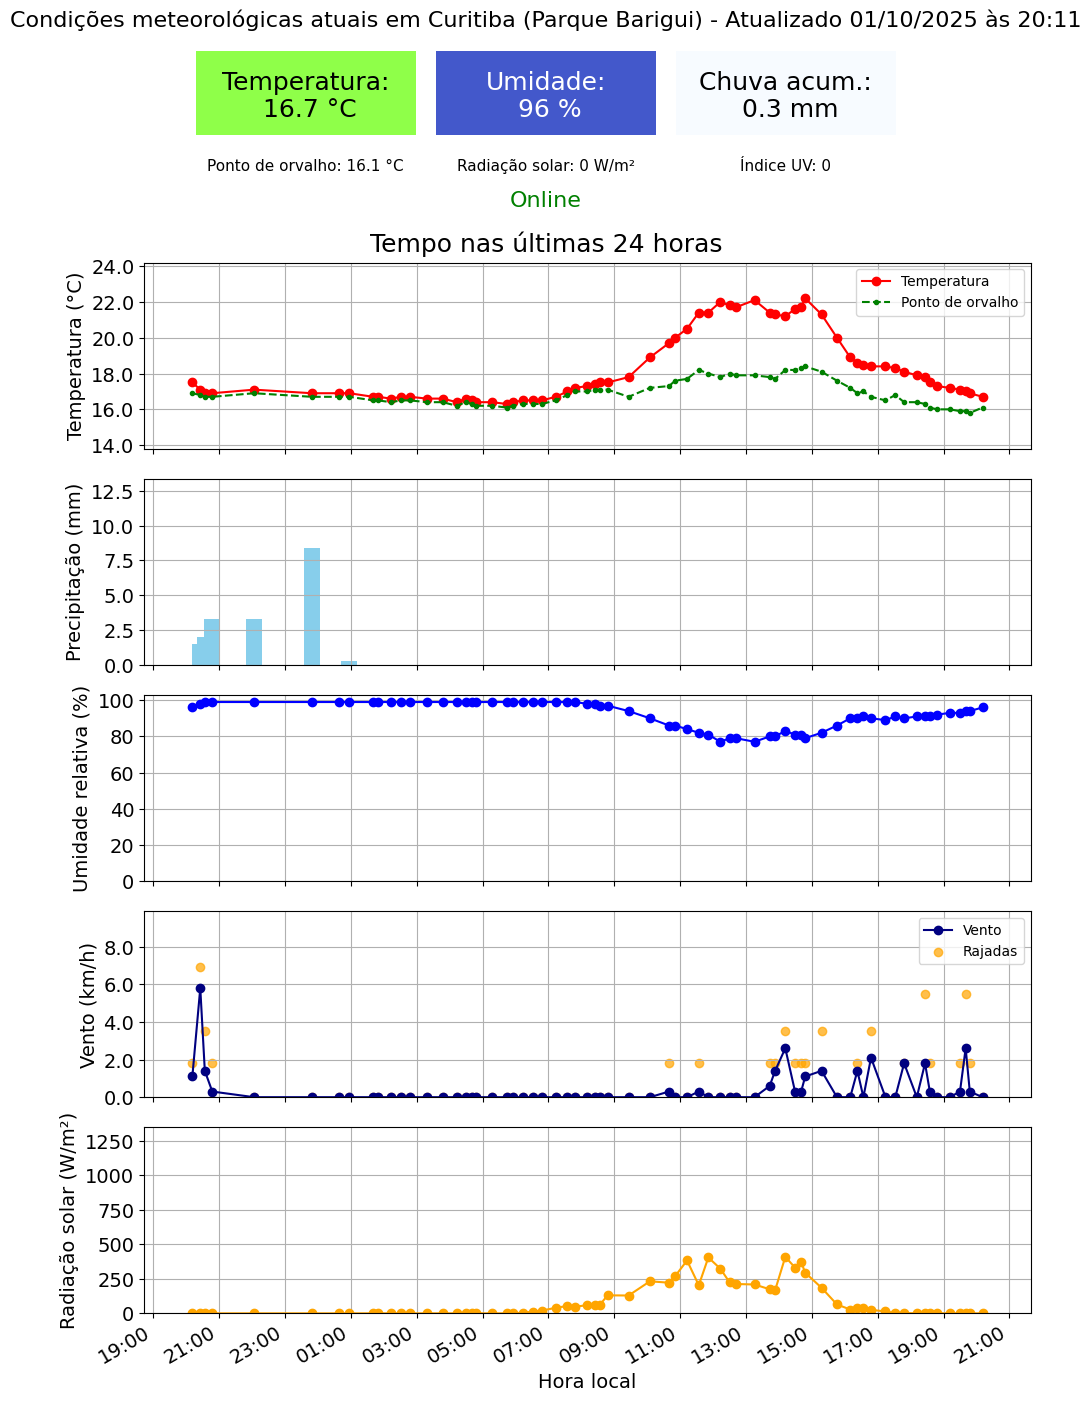 Condições meteorológicas atuais em Curitiba (Parque Barigui) - Atualizado 01/10/2025 às 20:11
Temperatura:
16.7 °C
Umidade:
96 %
Chuva acum.:
0.3 mm
Ponto de orvalho: 16.1 °C
Radiação solar: 0 W/m²
Índice UV: 0
Online
Tempo nas últimas 24 horas
Temperatura (°C)
24.0
22.0
20.0
18.0
16.0
14.0
Temperatura
Ponto de orvalho
Precipitação (mm)
12.5
10.0
7.5
5.0
2.5
0.0
Umidade relativa (%)
100
80
60
40
20
0
Vento (km/h)
8.0
6.0
4.0
2.0
0.0
Vento
Rajadas
Radiação solar (W/m²)
1250
1000
750
500
250
0
19:00
21:00
23:00
01:00
03:00
05:00
07:00
09:00
11:00
13:00
15:00
17:00
19:00
21:00
Hora local